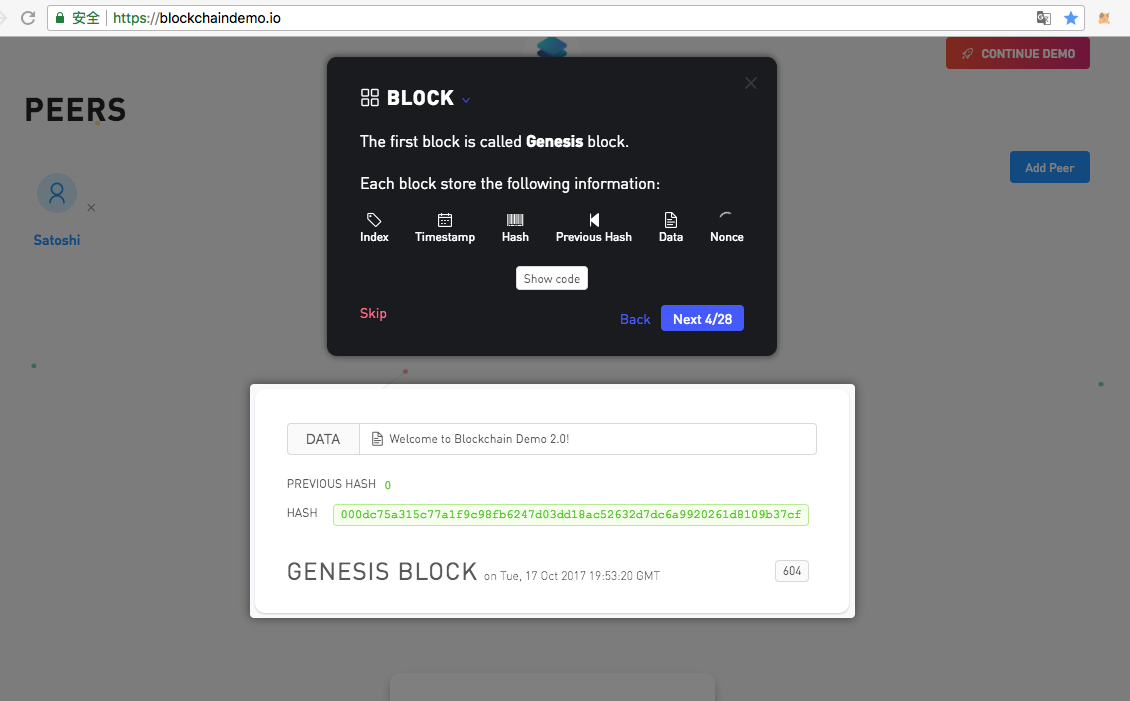 安全 https://blockchaindemo.io
CONTINUE DEMO
PEERS
Add Peer
Satoshi
BLOCK
The first block is called Genesis block.
Each block store the following information:
Index Timestamp Hash Previous Hash Data Nonce
Show code
Skip
Back Next 4/28
DATA Welcome to Blockchain Demo 2.0!
PREVIOUS HASH 0
HASH 000dc75a315c77a1f9c98fb6247d03dd18ac52632d7dc6a9920261d8109b37cf
GENESIS BLOCK on Tue, 17 Oct 2017 19:53:20 GMT 604